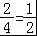 2/4 = 1/2